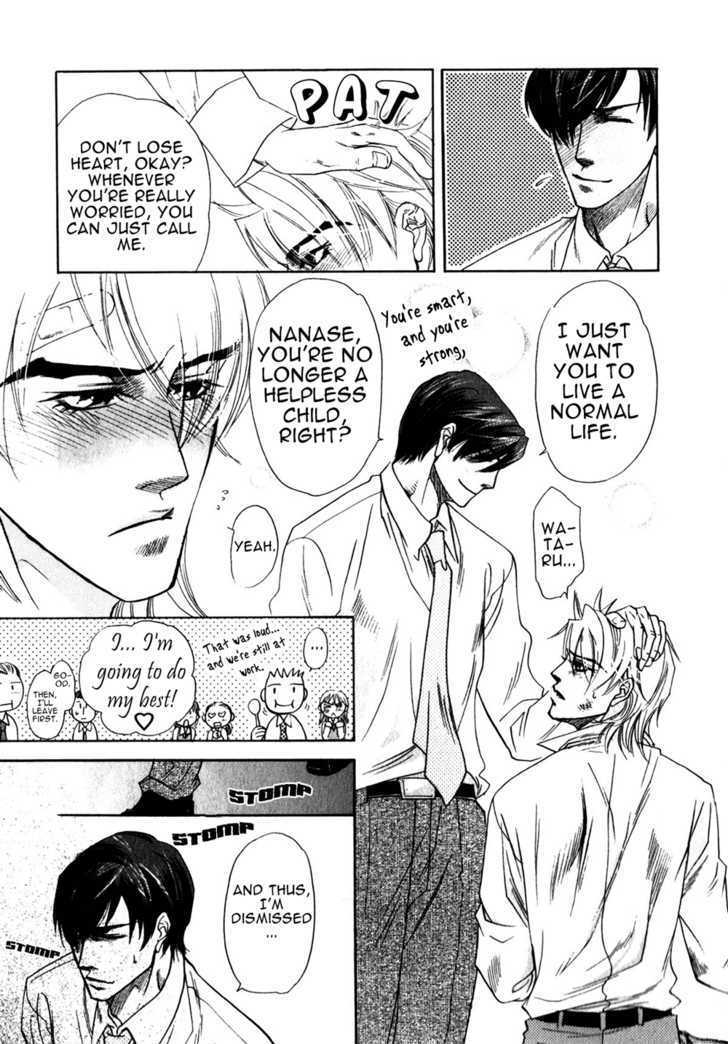 PAT
DON'T LOSE
HEART, OKAY?
WHENEVER
YOU'RE REALLY
WORRIED, YOU
CAN JUST CALL
ME.
I JUST
WANT YOU TO
LIVE A
NORMAL
LIFE.
You're smart,
and you're
strong,
NANASE,
YOU'RE NO
LONGER A
HELPLESS
CHILD,
RIGHT?
WA-
TA-
RU...
YEAH.
...
That was loud...
and we're still at
work.
I... I'm
going to do
my best!
GO-
OD.
THEN,
I'LL
LEAVE
FIRST.
STOMP
STOMP
AND THUS,
I'M
DISMISSED
...
STOMP